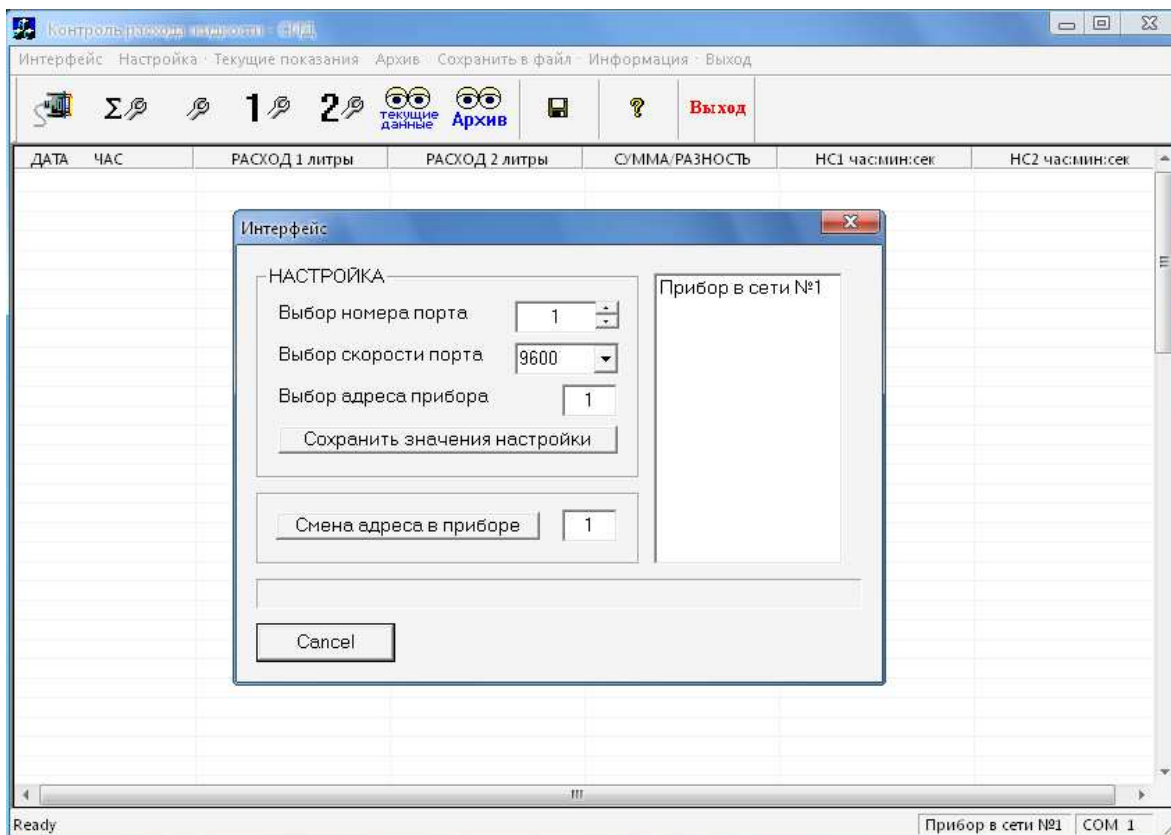 Контроль расхода жидкости - СИД
Интерфейс Настройка Текущие показания Архив Сохранить в файл Информация Выход
Σ 1 2 текущие данные Архив ? Выход
ДАТА ЧАС РАСХОД 1 литры РАСХОД 2 литры СУММА/РАЗНОСТЬ НС1 час:мин:сек НС2 час:мин:сек
Интерфейс
НАСТРОЙКА
Прибор в сети №1
Выбор номера порта 1
Выбор скорости порта 9600
Выбор адреса прибора 1
Сохранить значения настройки
Смена адреса в приборе 1
Cancel
Ready Прибор в сети №1 COM 1